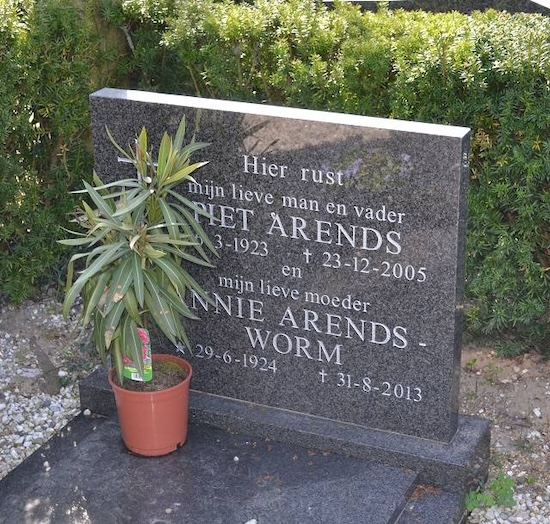 Hier rust
mijn lieve man en vader
PIET ARENDS
-3-1923 † 23-12-2005
en
mijn lieve moeder
NNIE ARENDS -
WORM
* 29-6-1924 † 31-8-2013